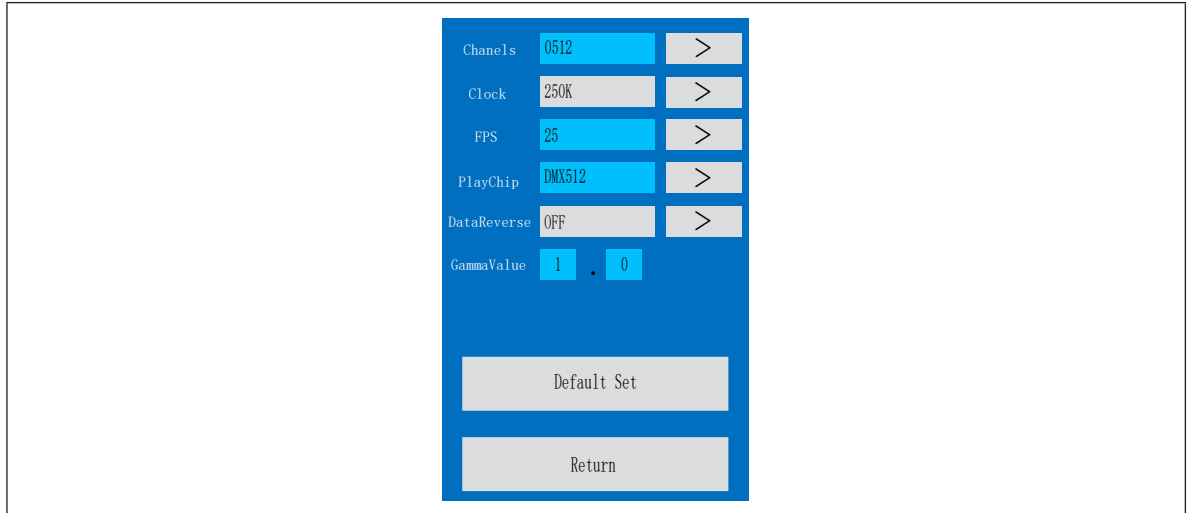 Chanels 0512 >
Clock 250K >
FPS 25 >
PlayChip DMX512 >
DataReverse OFF >
GammaValue 1 . 0
Default Set
Return